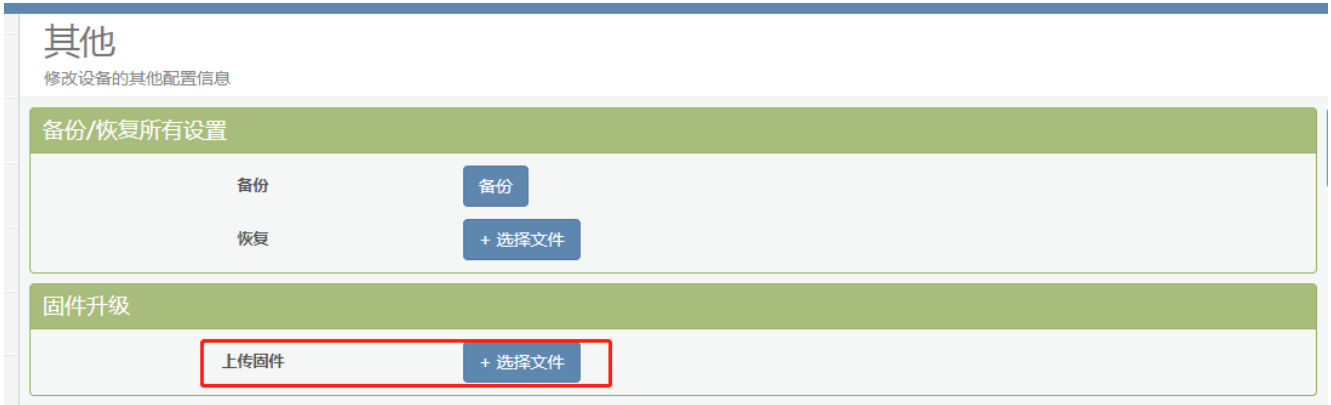 其他
修改设备的其他配置信息
备份/恢复所有设置
备份 备份
恢复 + 选择文件
固件升级
上传固件 + 选择文件